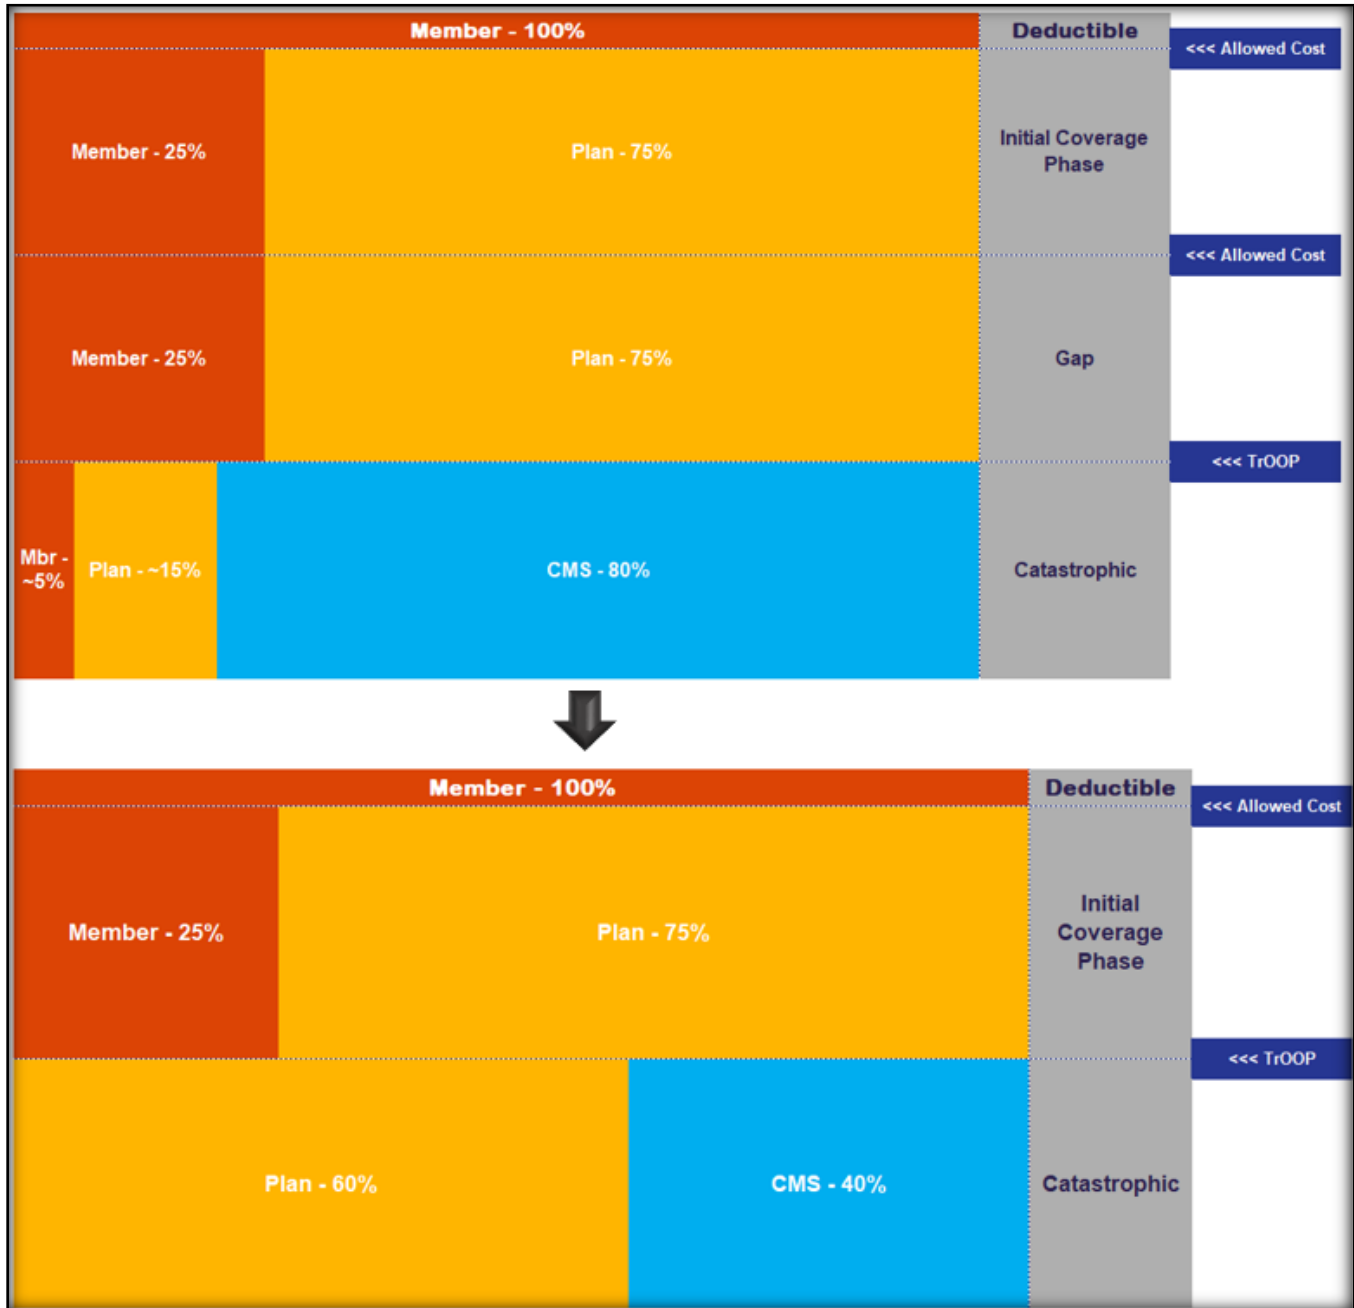 Member - 100%
Deductible
<<< Allowed Cost
Member - 25%
Plan - 75%
Initial Coverage
Phase
<<< Allowed Cost
Member - 25%
Plan - 75%
Gap
<<< TrOOP
Mbr -
~5%
Plan - ~15%
CMS - 80%
Catastrophic
Member - 100%
Deductible
<<< Allowed Cost
Member - 25%
Plan - 75%
Initial
Coverage
Phase
<<< TrOOP
Plan - 60%
CMS - 40%
Catastrophic